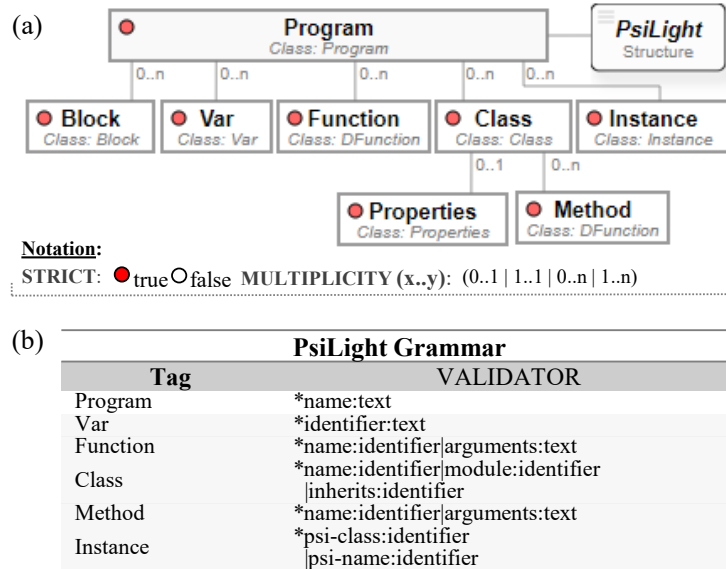 (a)
Program
Class: Program
PsiLight
Structure
0..n 0..n 0..n 0..n 0..n
Block Var Function Class Instance
Class: Block Class: Var Class: DFunction Class: Class Class: Instance
0..1 0..n
Properties Method
Class: Properties Class: DFunction
Notation:
STRICT: true false MULTIPLICITY (x..y): (0..1 | 1..1 | 0..n | 1..n)
(b)
PsiLight Grammar
Tag VALIDATOR
Program *name:text
Var *identifier:text
Function *name:identifier|arguments:text
Class *name:identifier|module:identifier
|inherits:identifier
Method *name:identifier|arguments:text
Instance *psi-class:identifier
|psi-name:identifier